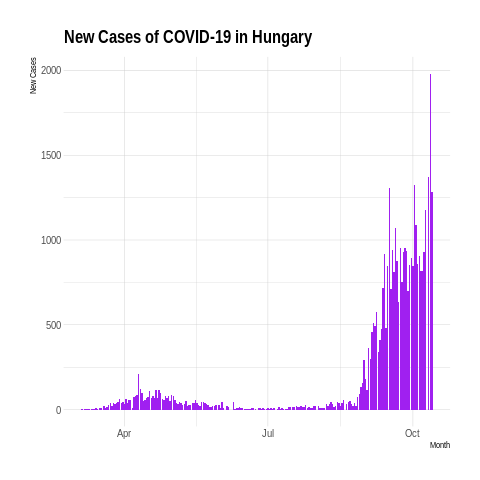 New Cases of COVID-19 in Hungary
New Cases
2000
1500
1000
500
0
Apr
Jul
Oct
Month